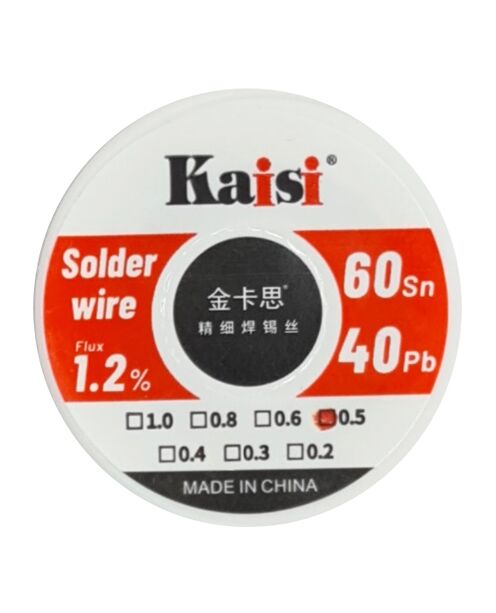 Kaisi®
Solder
wire
Flux
1.2%
金卡思®
精细焊锡丝
60Sn
40Pb
□1.0 □0.8 □0.6 □0.5
□0.4 □0.3 □0.2
MADE IN CHINA